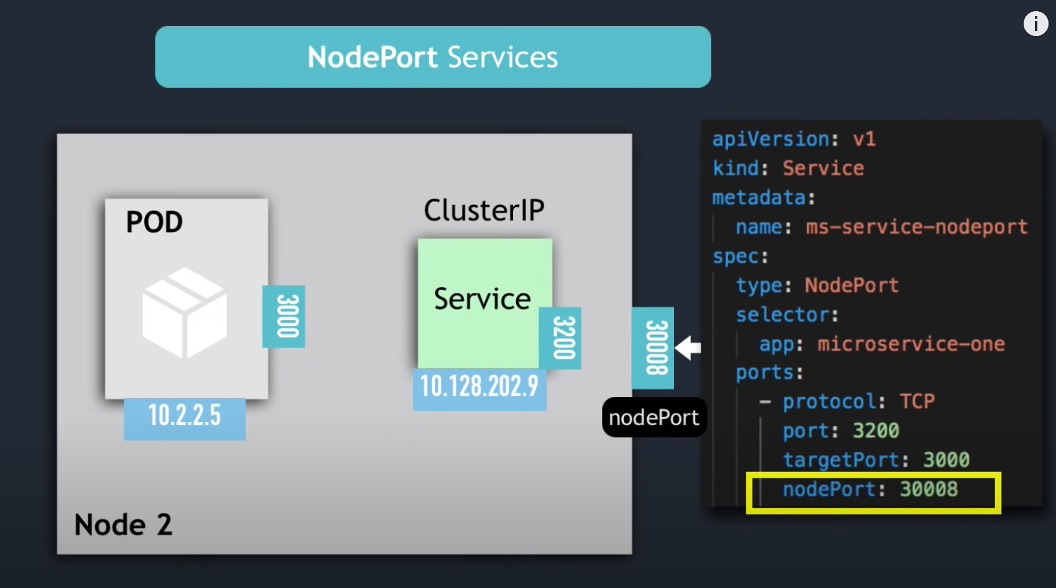 i
NodePort Services
POD
3000
10.2.2.5
ClusterIP
Service
3200
10.128.202.9
30008
nodePort
Node 2
apiVersion: v1
kind: Service
metadata:
name: ms-service-nodeport
spec:
type: NodePort
selector:
app: microservice-one
ports:
- protocol: TCP
port: 3200
targetPort: 3000
nodePort: 30008